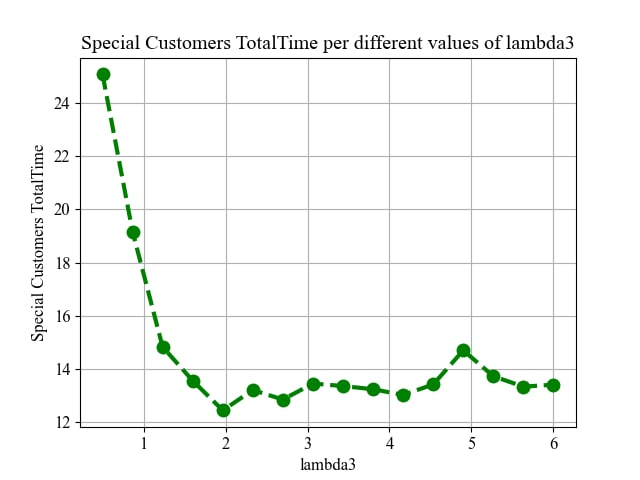 Special Customers TotalTime per different values of lambda3
Special Customers TotalTime
24
22
20
18
16
14
12
1 2 3 4 5 6
lambda3